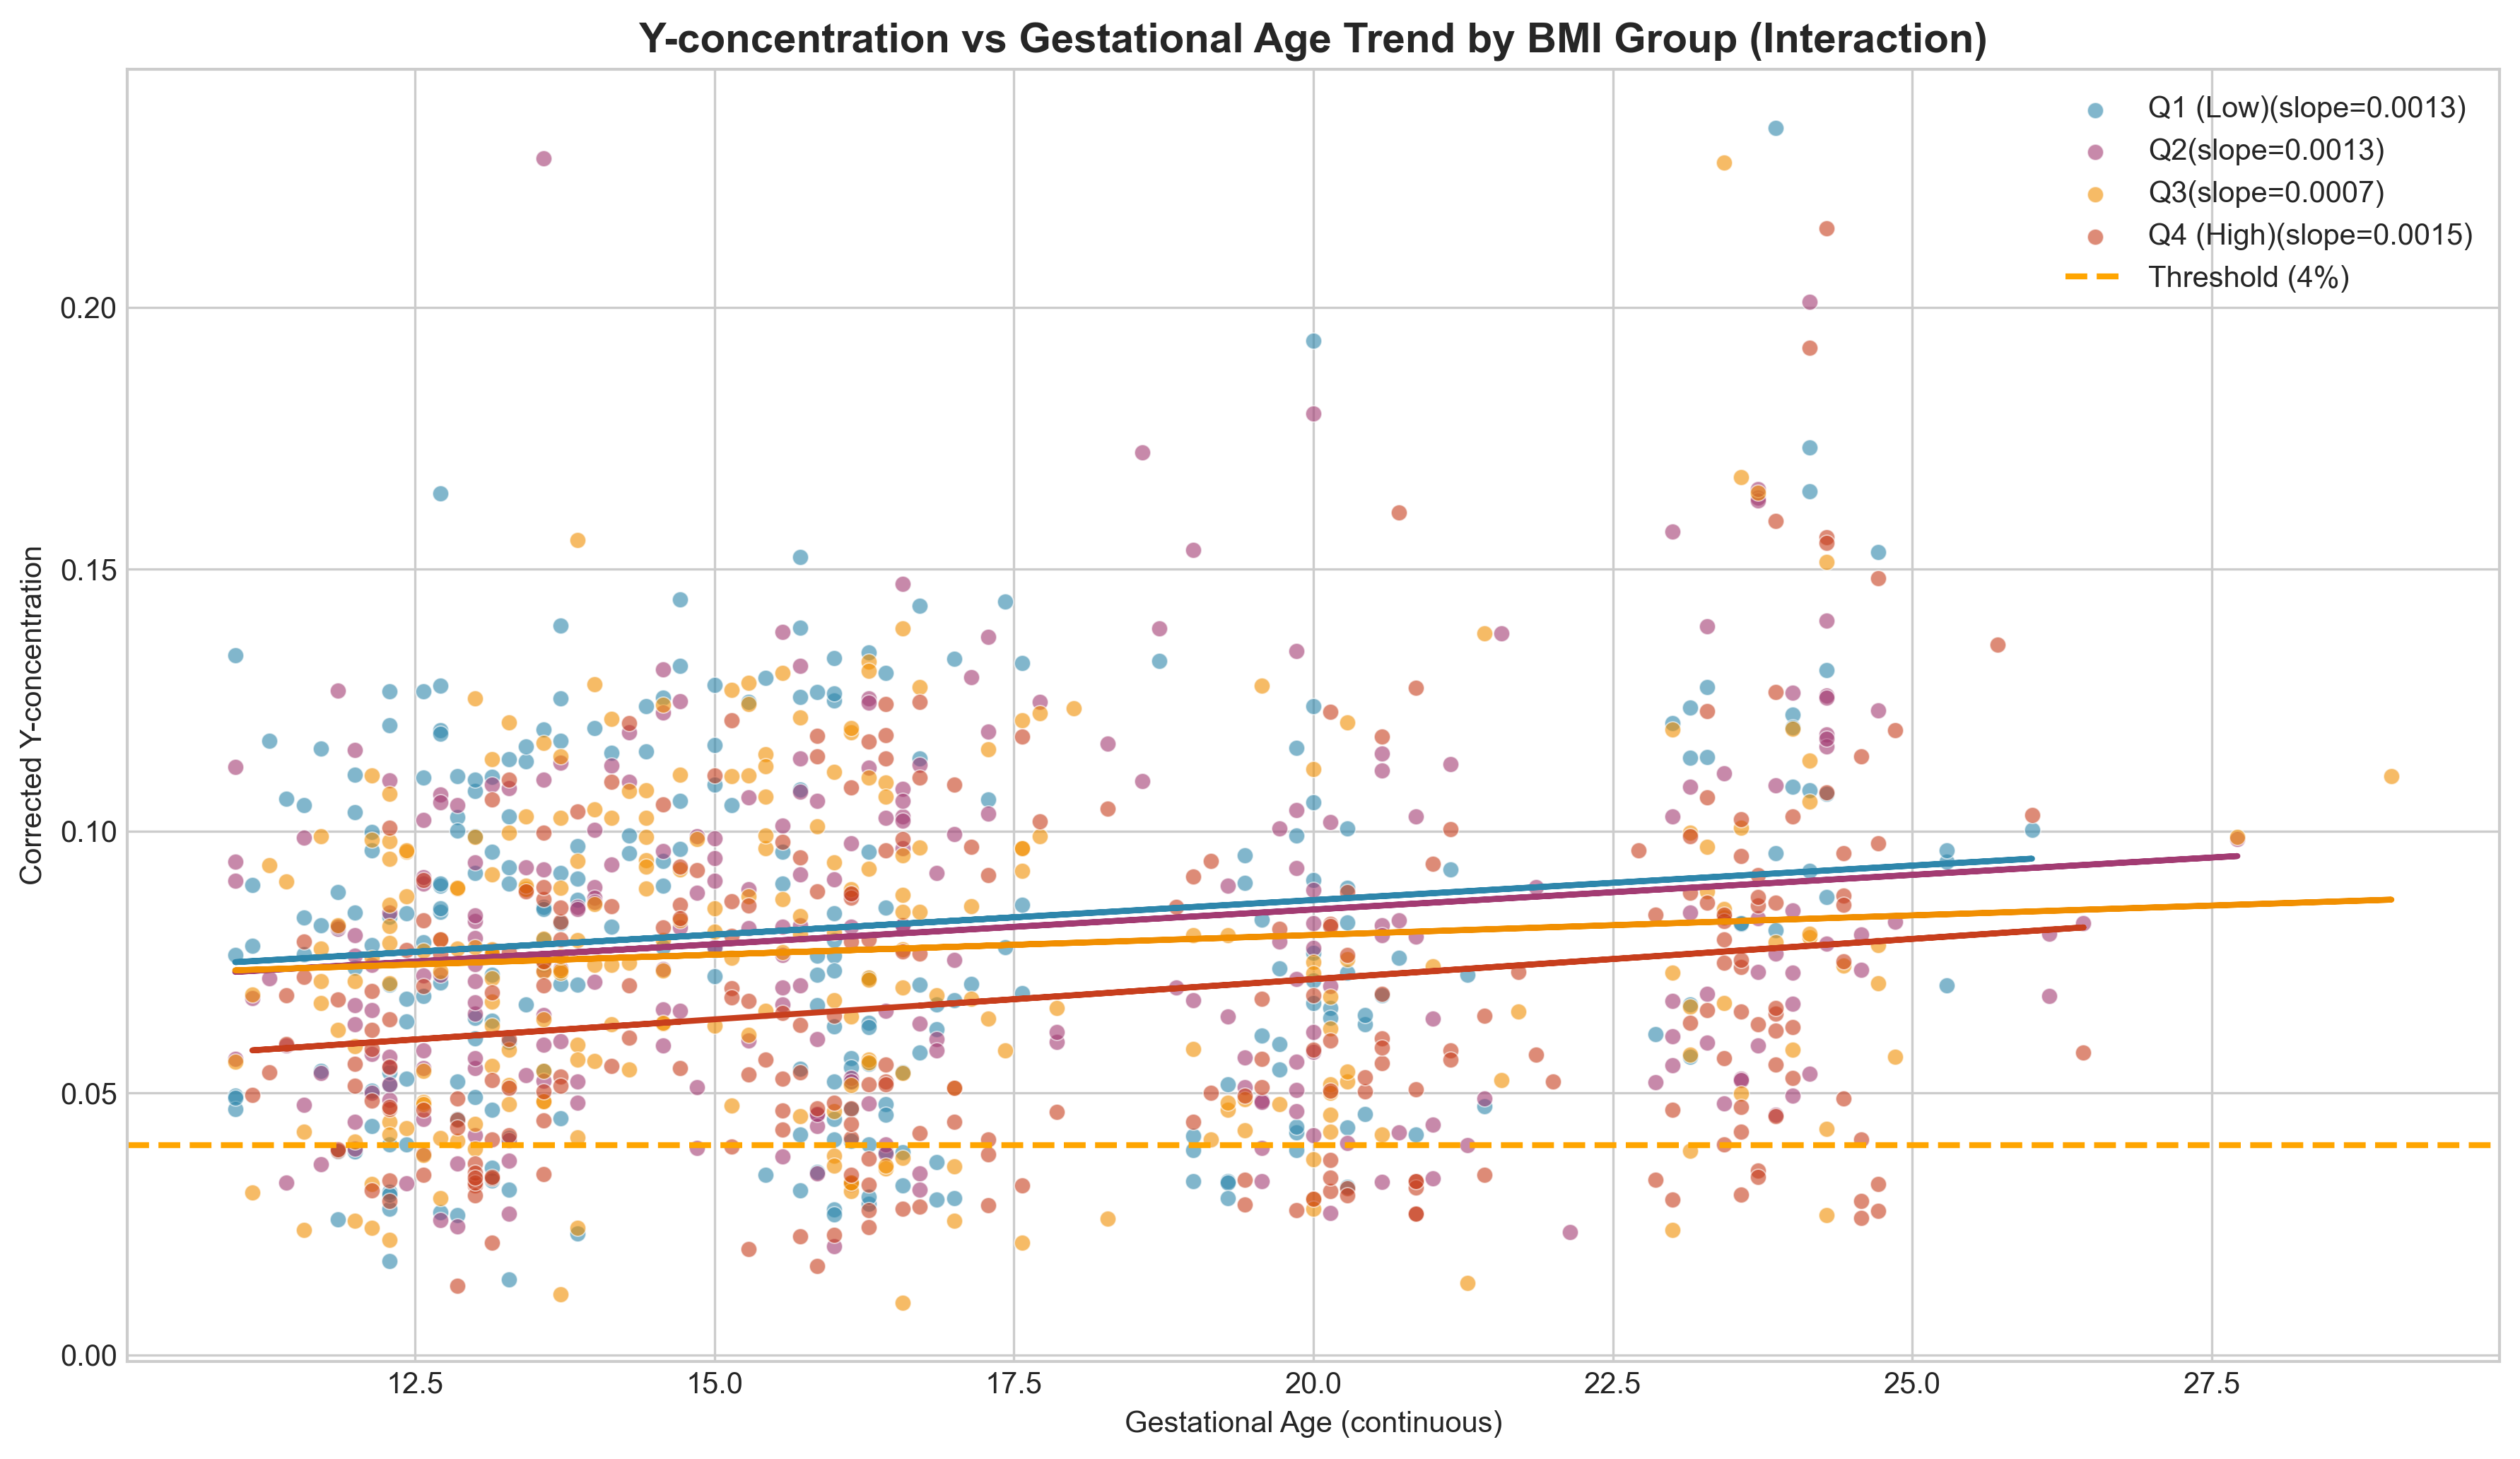 Y-concentration vs Gestational Age Trend by BMI Group (Interaction)
Q1 (Low)(slope=0.0013)
Q2(slope=0.0013)
Q3(slope=0.0007)
Q4 (High)(slope=0.0015)
Threshold (4%)
Corrected Y-concentration
0.20
0.15
0.10
0.05
0.00
12.5 15.0 17.5 20.0 22.5 25.0 27.5
Gestational Age (continuous)